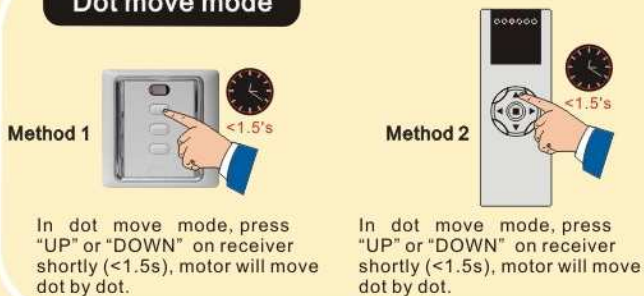 Dot move mode
Method 1
<1.5's
In dot move mode, press
"UP" or "DOWN" on receiver
shortly (<1.5s), motor will move
dot by dot.
Method 2
<1.5's
In dot move mode, press
"UP" or "DOWN" on receiver
shortly (<1.5s), motor will move
dot by dot.